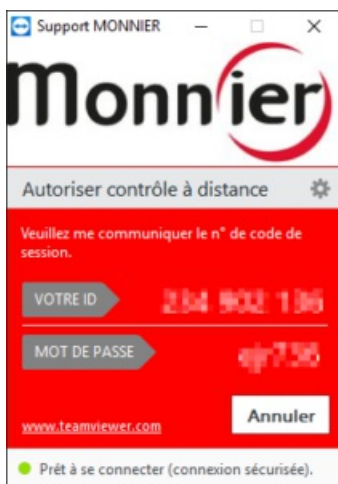 Support MONNIER
Monnier
Autoriser contrôle à distance
Veuillez me communiquer le n° de code de
session.
VOTRE ID
MOT DE PASSE
Annuler
www.teamviewer.com
Prêt à se connecter (connexion sécurisée).